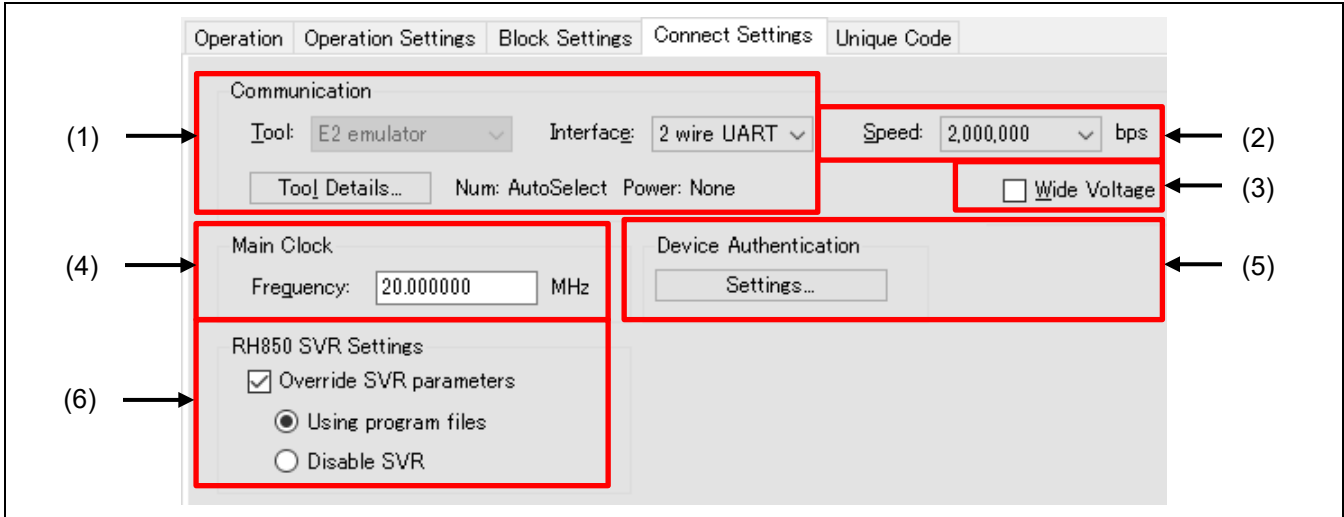 Operation Operation Settings Block Settings Connect Settings Unique Code
Communication
(1) Tool: E2 emulator Interface: 2 wire UART Speed: 2,000,000 bps (2)
Tool Details... Num: AutoSelect Power: None Wide Voltage (3)
Main Clock Device Authentication
(4) Frequency: 20.000000 MHz Settings... (5)
RH850 SVR Settings
Override SVR parameters
(6)
Using program files
Disable SVR